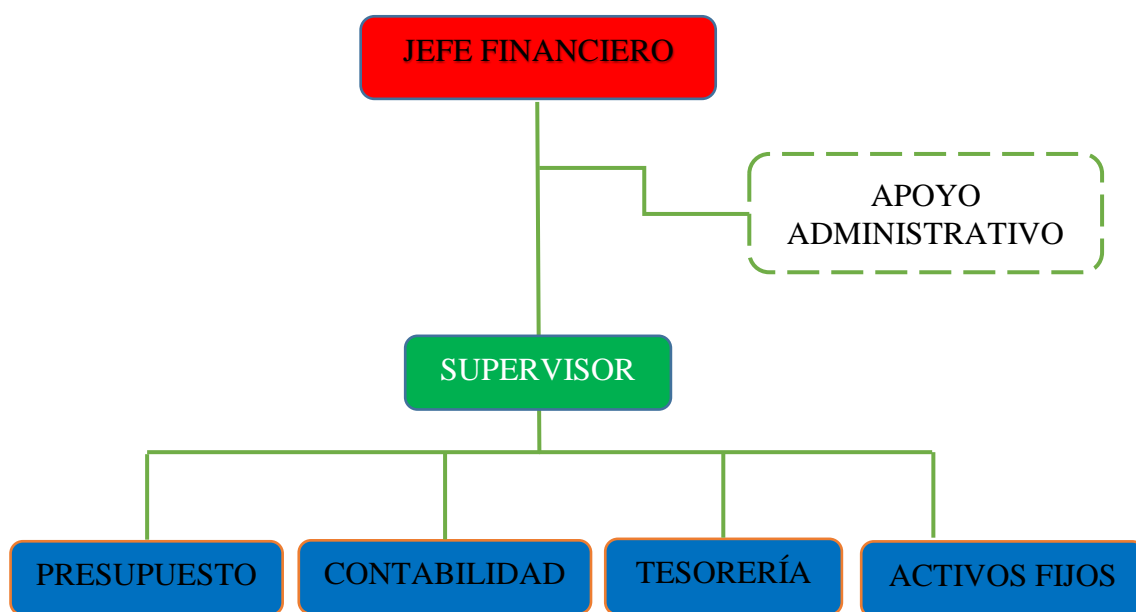 JEFE FINANCIERO
APOYO
ADMINISTRATIVO
SUPERVISOR
PRESUPUESTO
CONTABILIDAD
TESORERÍA
ACTIVOS FIJOS